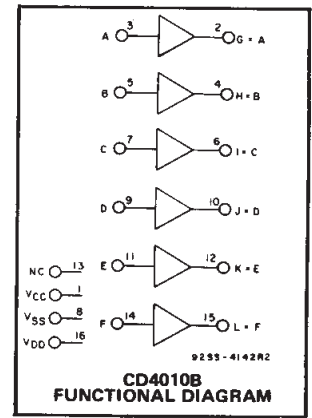 A 3 2 G = A
B 5 4 H = B
C 7 6 I = C
D 9 10 J = D
E 11 12 K = E
F 14 15 L = F
NC 13
VCC 1
VSS 8
VDD 16
92SS-4142R2
CD4010B
FUNCTIONAL DIAGRAM